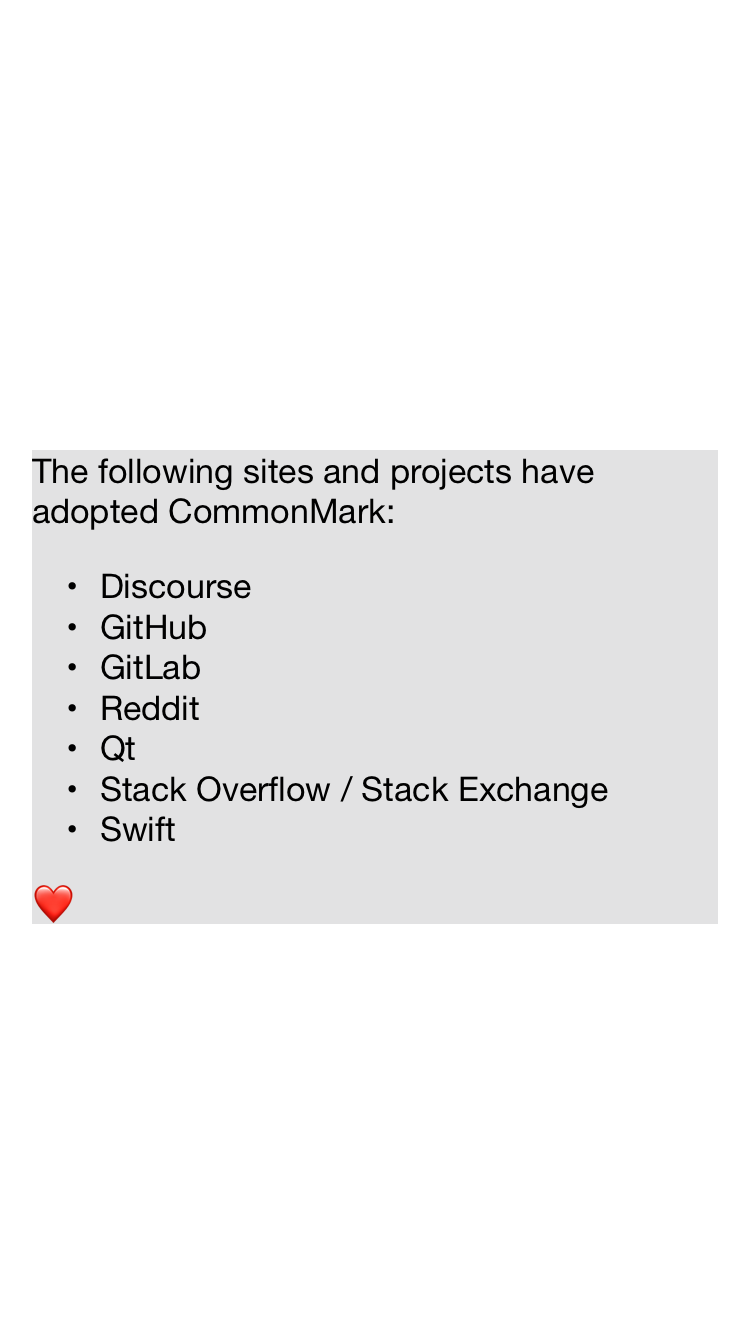 The following sites and projects have
adopted CommonMark:
• Discourse
• GitHub
• GitLab
• Reddit
• Qt
• Stack Overflow / Stack Exchange
• Swift
❤️